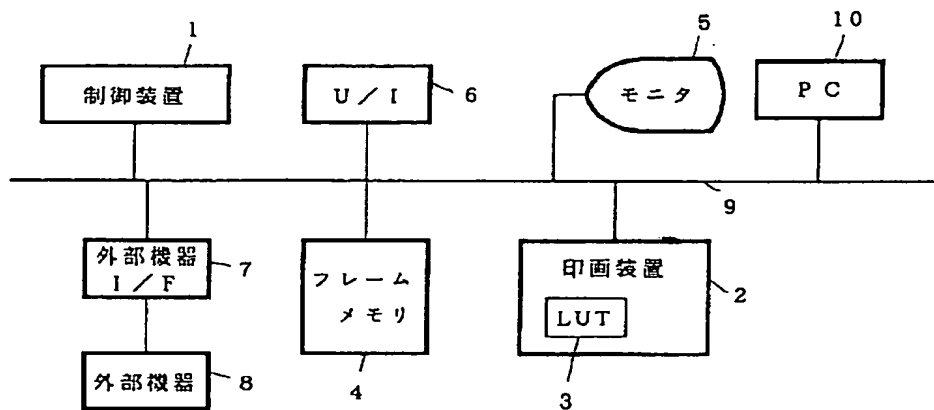 1
制御装置
U/I
6
5
モニタ
10
PC
9
外部機器
I/F
7
フレーム
メモリ
4
印画装置
LUT
2
3
外部機器
8